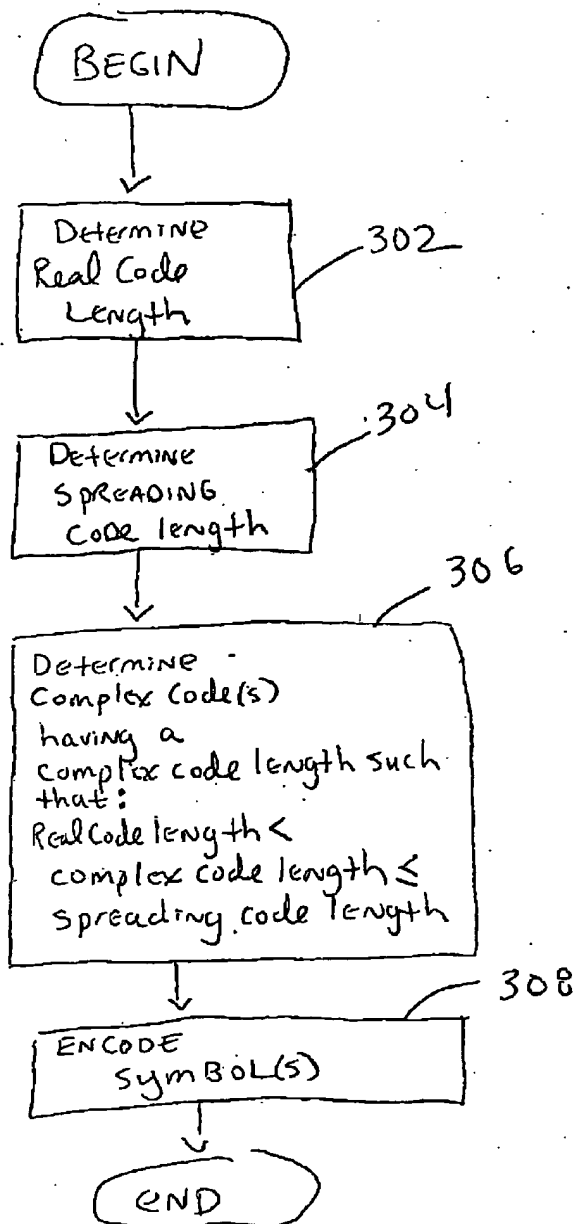 BEGIN
Determine
Real Code
Length
302
Determine
SPREADING
Code length
304
306
Determine
Complex Code(s)
having a
complex code length such
that:
Real Code length <
complex code length ≤
spreading code length
308
ENCODE
SymBOL(S)
END